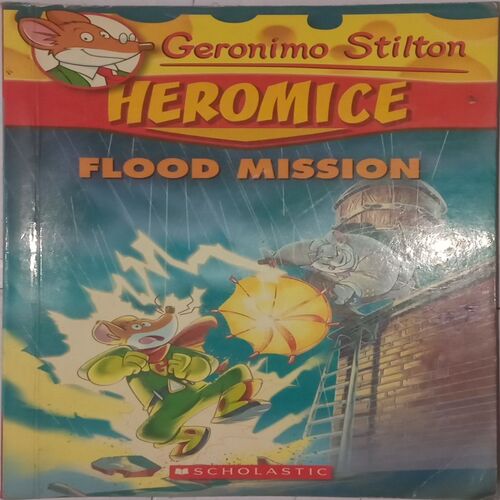 Geronimo Stilton
HEROMICE
FLOOD MISSION
SCHOLASTIC